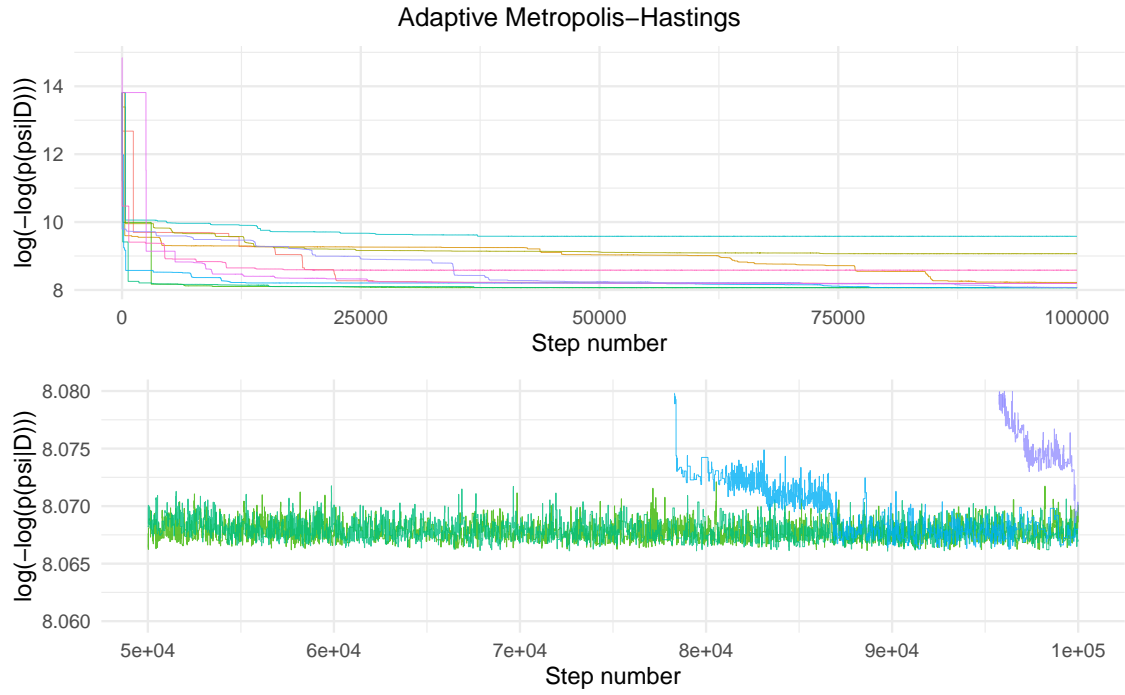 Adaptive Metropolis−Hastings
log(−log(p(psi|D)))
14
12
10
8
0 25000 50000 75000 100000
Step number
log(−log(p(psi|D)))
8.080
8.075
8.070
8.065
8.060
5e+04 6e+04 7e+04 8e+04 9e+04 1e+05
Step number